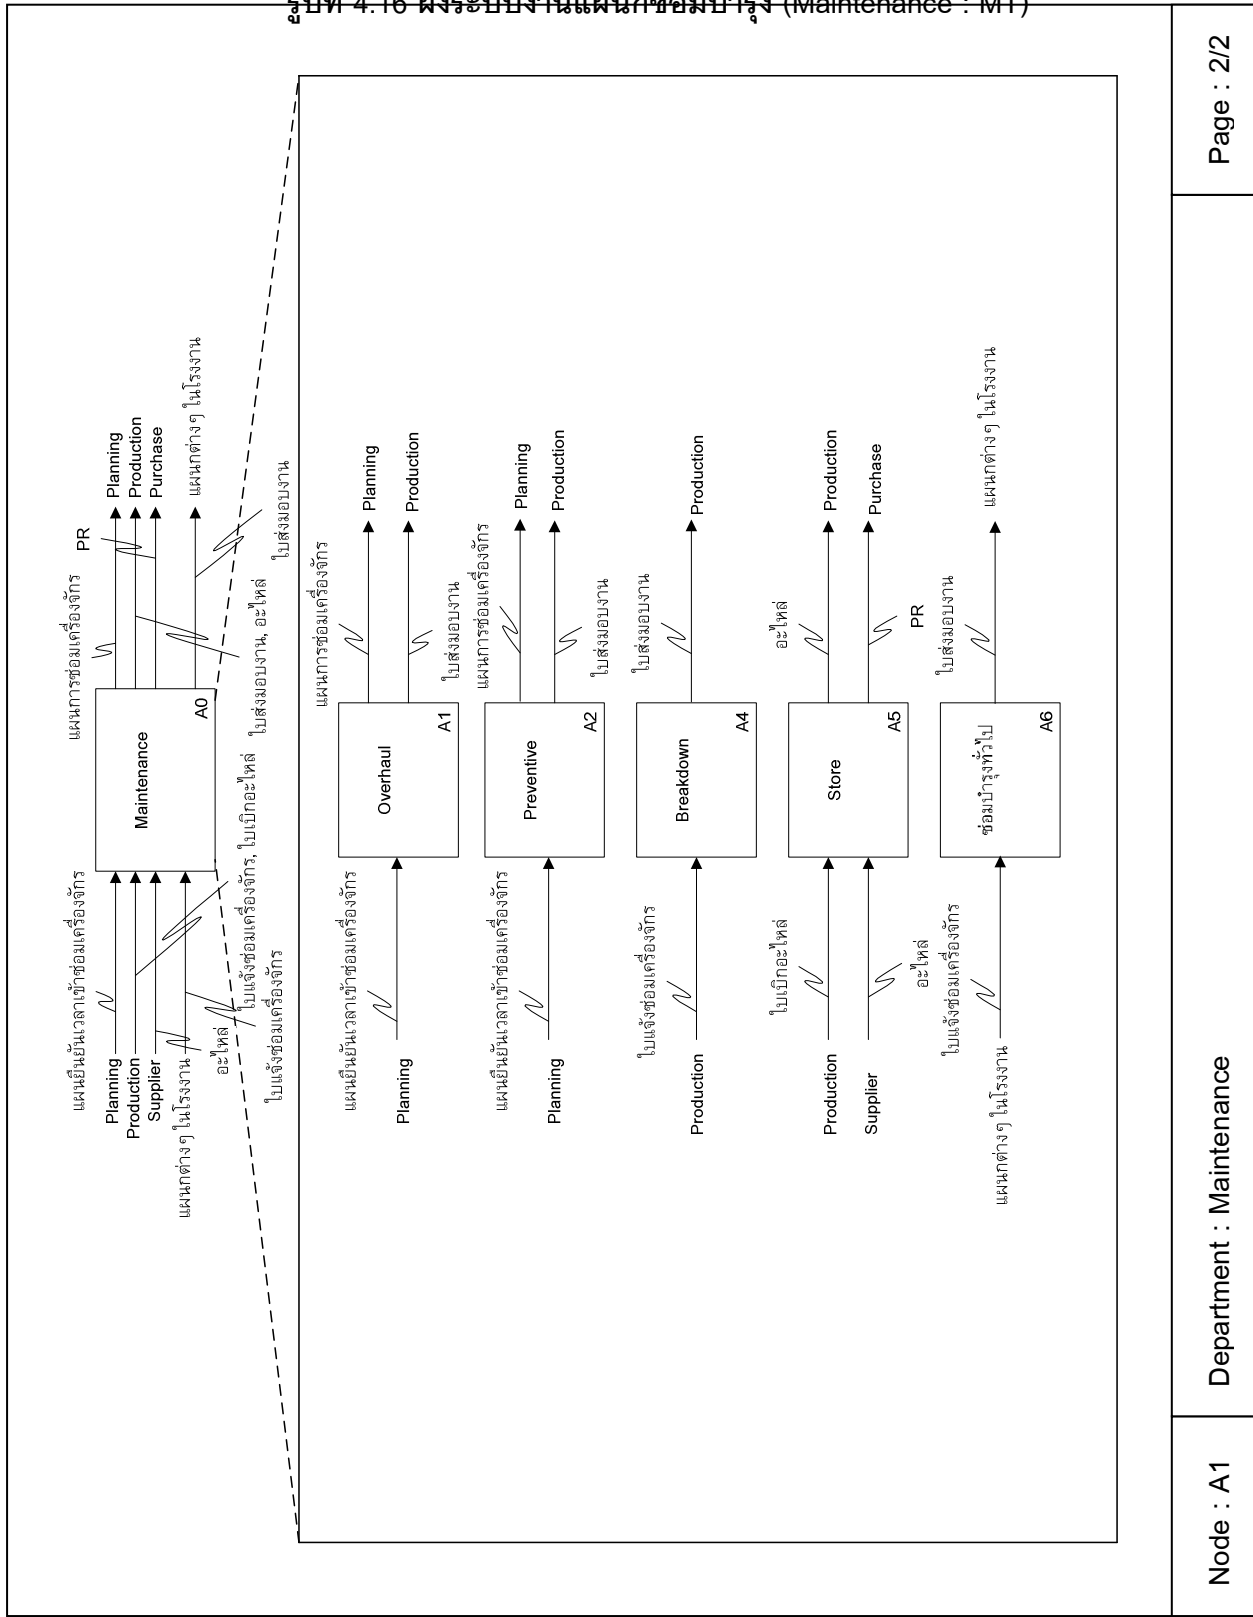 รูปที่ 4.16 ผังระบบงานแผนกซ่อมบำรุง (Maintenance : MT)
แผนยืนยันเวลาเข้าซ่อมเครื่องจักร
Planning
Production
Supplier
แผนกต่างๆ ในโรงงาน
อะไหล่
ใบแจ้งซ่อมเครื่องจักร, ใบเบิกอะไหล่
ใบแจ้งซ่อมเครื่องจักร
Maintenance
A0
แผนการซ่อมเครื่องจักร
PR
Planning
Production
Purchase
แผนกต่างๆ ในโรงงาน
ใบส่งมอบงาน, อะไหล่
ใบส่งมอบงาน
แผนยืนยันเวลาเข้าซ่อมเครื่องจักร
Planning
Overhaul
A1
แผนการซ่อมเครื่องจักร
Planning
Production
ใบส่งมอบงาน
แผนยืนยันเวลาเข้าซ่อมเครื่องจักร
Planning
Preventive
A2
แผนการซ่อมเครื่องจักร
Planning
Production
ใบส่งมอบงาน
ใบแจ้งซ่อมเครื่องจักร
Production
Breakdown
A4
ใบส่งมอบงาน
Production
ใบเบิกอะไหล่
Production
Supplier
อะไหล่
Store
A5
อะไหล่
Production
Purchase
PR
ใบแจ้งซ่อมเครื่องจักร
แผนกต่างๆ ในโรงงาน
ซ่อมบำรุงทั่วไป
A6
ใบส่งมอบงาน
แผนกต่างๆ ในโรงงาน
Node : A1
Department : Maintenance
Page : 2/2